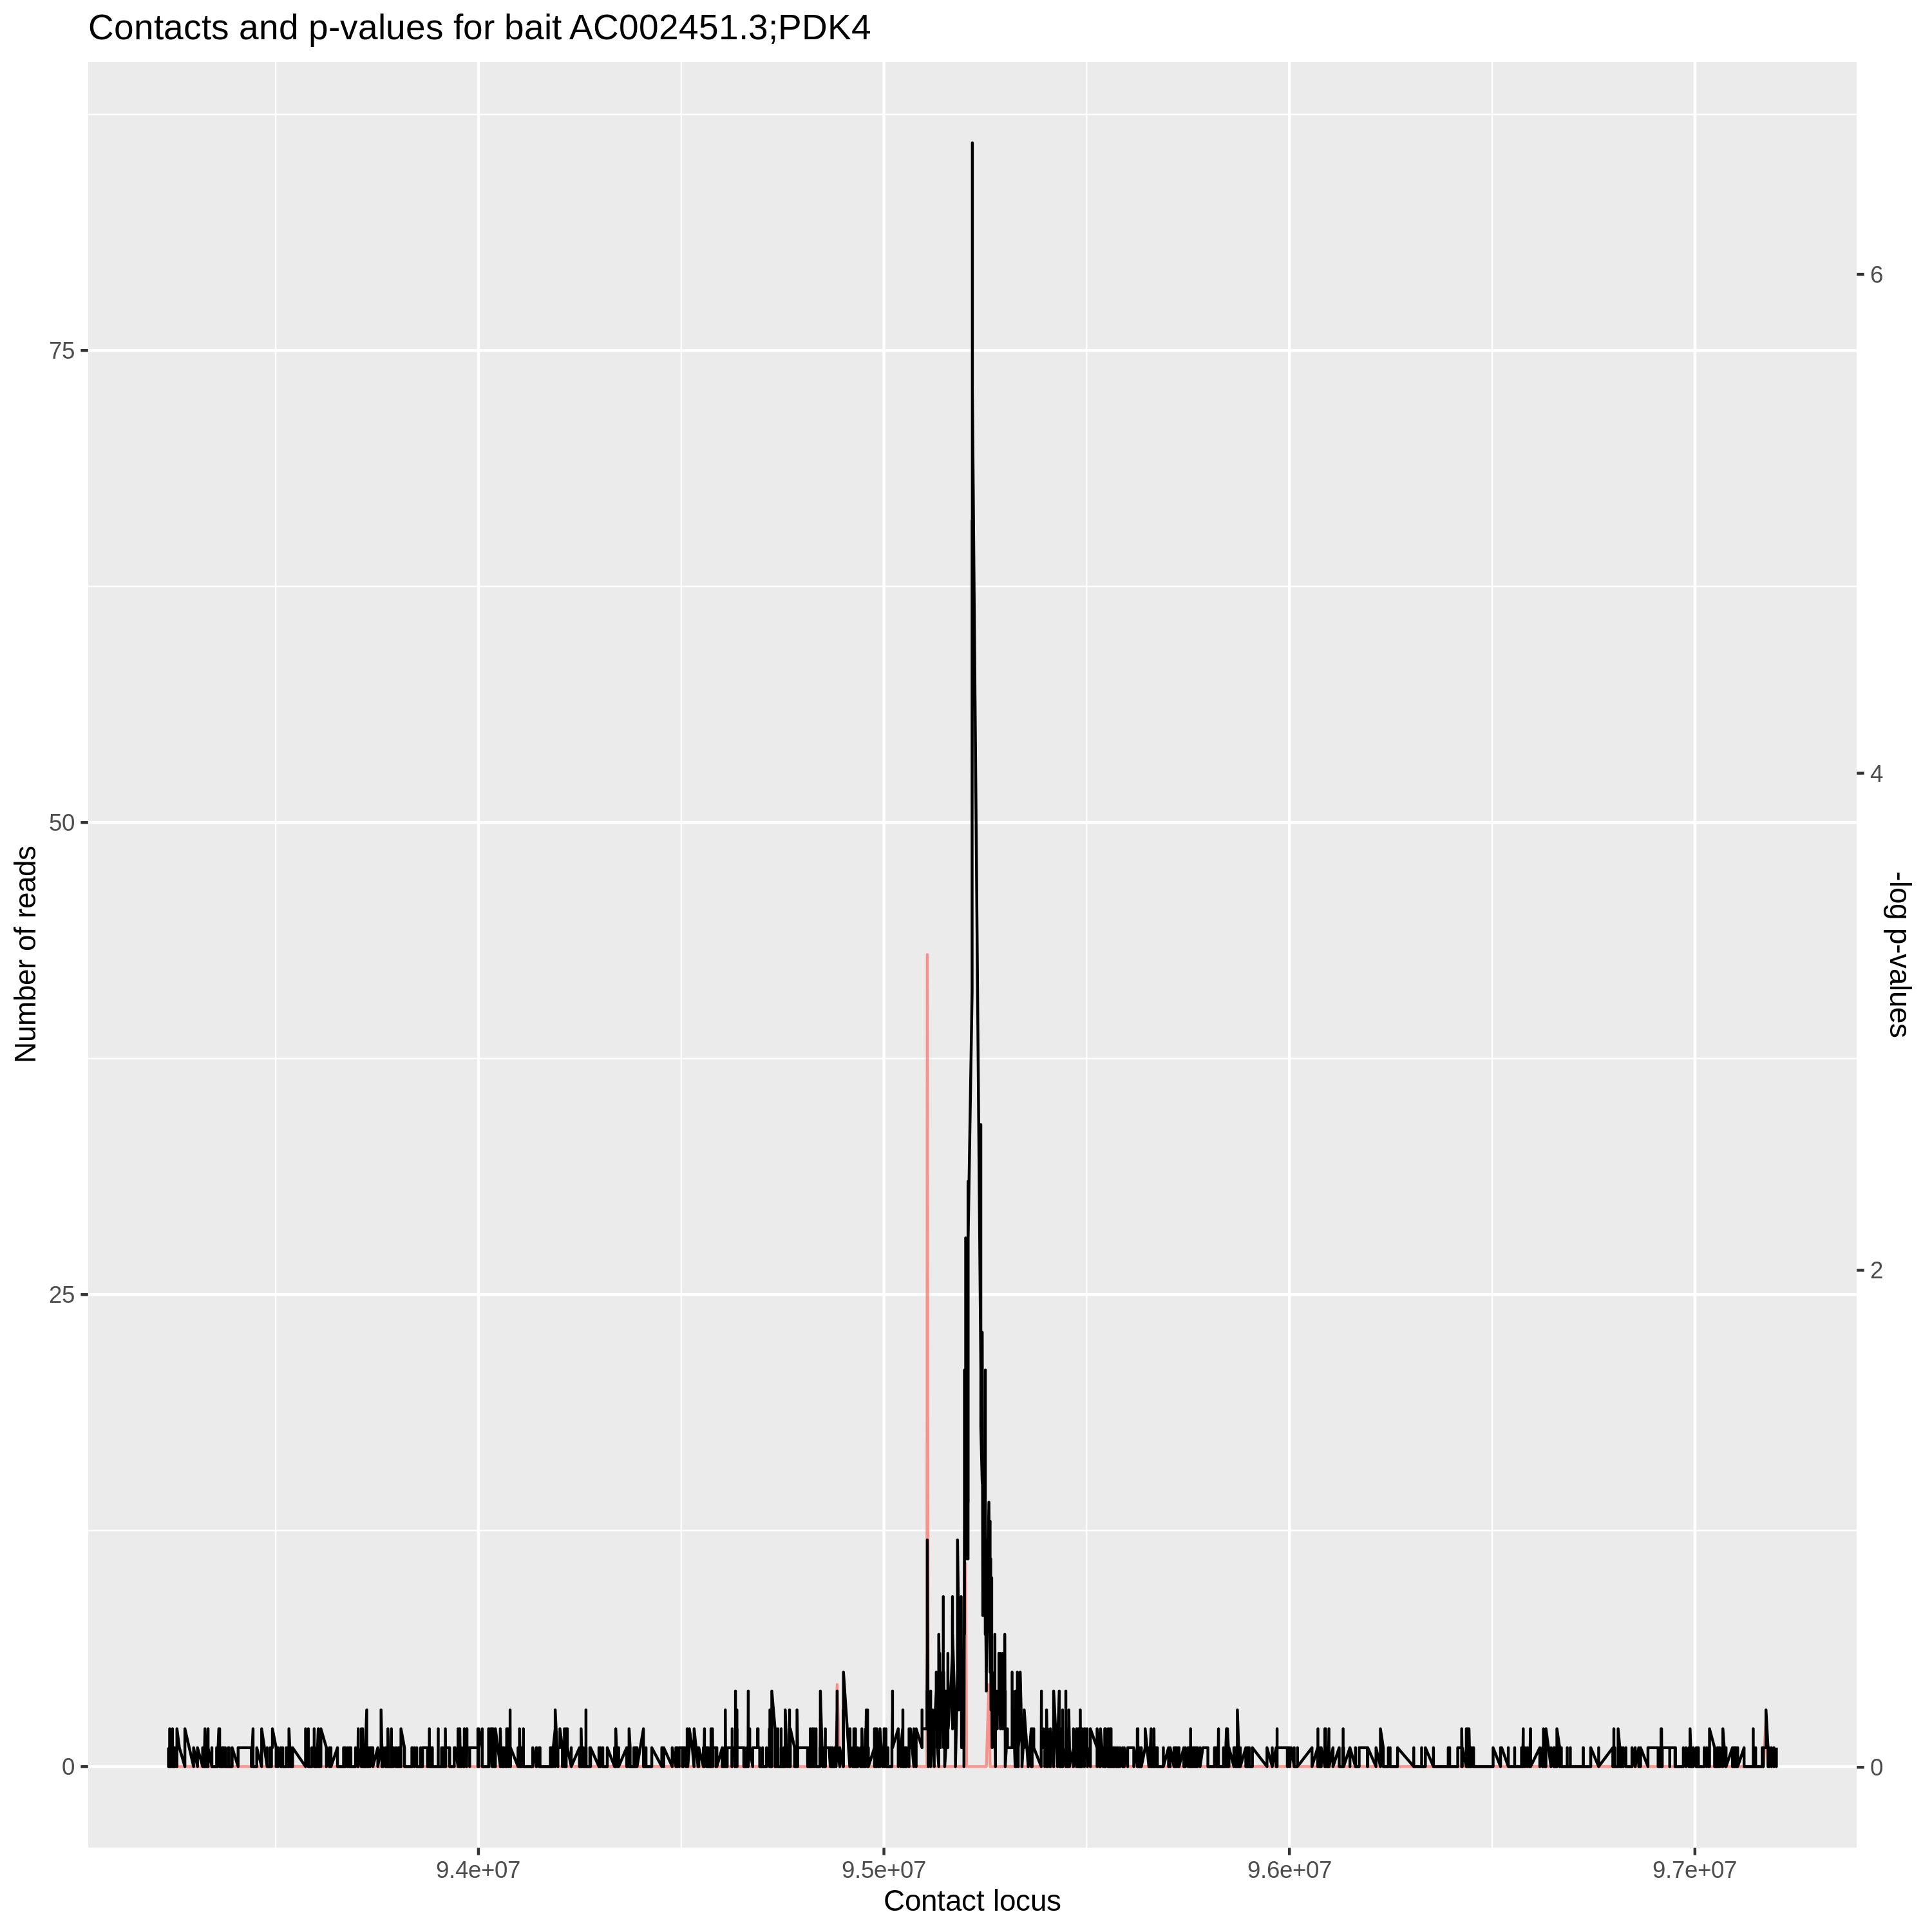 Contacts and p-values for bait AC002451.3;PDK4
75
50
25
0
6
4
2
0
Number of reads
-log p-values
9.4e+07 9.5e+07 9.6e+07 9.7e+07
Contact locus